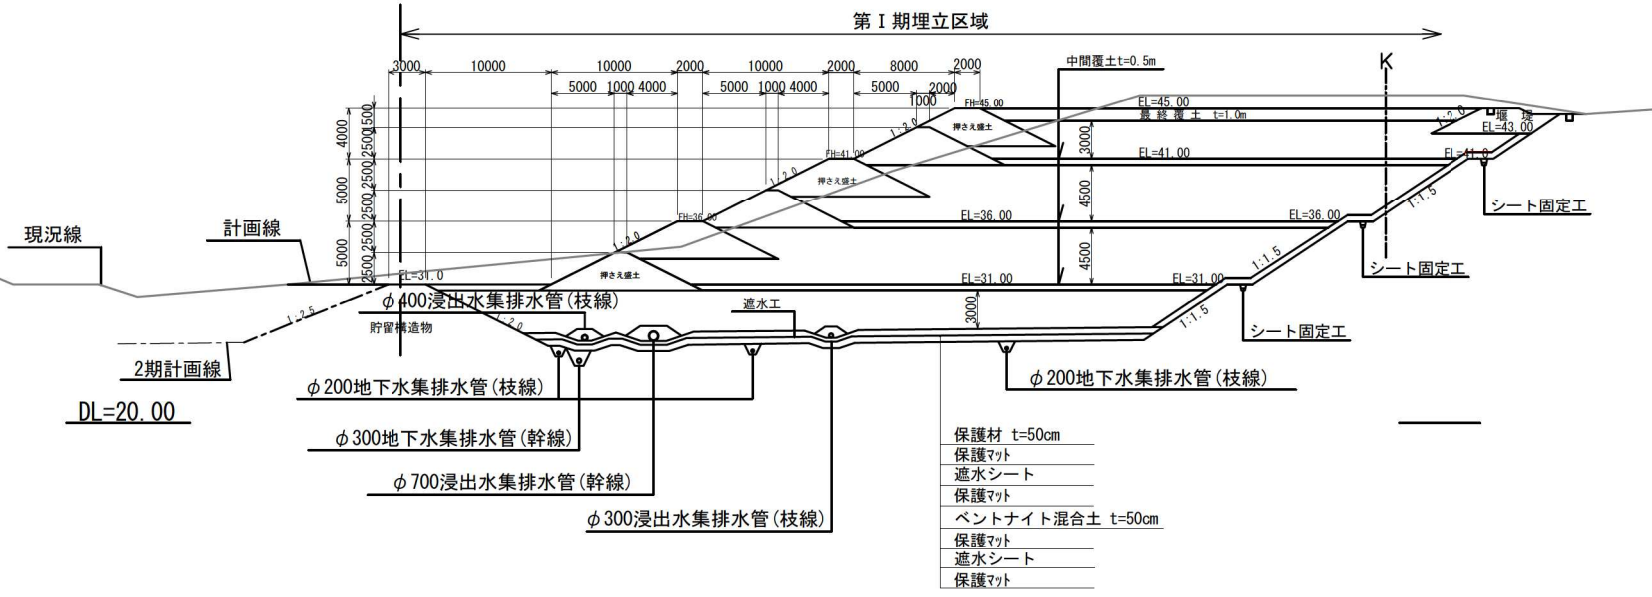 第Ⅰ期埋立区域
3000
10000
10000
2000
10000
2000
8000
2000
5000
1000
4000
5000
1000
4000
5000
1000
2000
中間覆土t=0.5m
K
FH=45.00
EL=45.00
最終覆土 t=1.0m
1:2.0
堰堤
EL=43.00
4000
1500
2500
1:2.0
押さえ盛土
3000
FH=41.00
EL=41.00
EL=41.0
5000
2500
2500
1:2.0
押さえ盛土
4500
1:1.5
シート固定工
FH=36.00
EL=36.00
EL=36.00
現況線
計画線
5000
2500
2500
1:2.0
押さえ盛土
4500
1:1.5
シート固定工
EL=31.0
EL=31.00
EL=31.00
φ400浸出水集排水管(枝線)
遮水工
3000
1:2.5
貯留構造物
1:2.0
1:1.5
シート固定工
2期計画線
φ200地下水集排水管(枝線)
φ200地下水集排水管(枝線)
DL=20.00
φ300地下水集排水管(幹線)
φ700浸出水集排水管(幹線)
φ300浸出水集排水管(枝線)
保護材 t=50cm
保護マット
遮水シート
保護マット
ベントナイト混合土 t=50cm
保護マット
遮水シート
保護マット